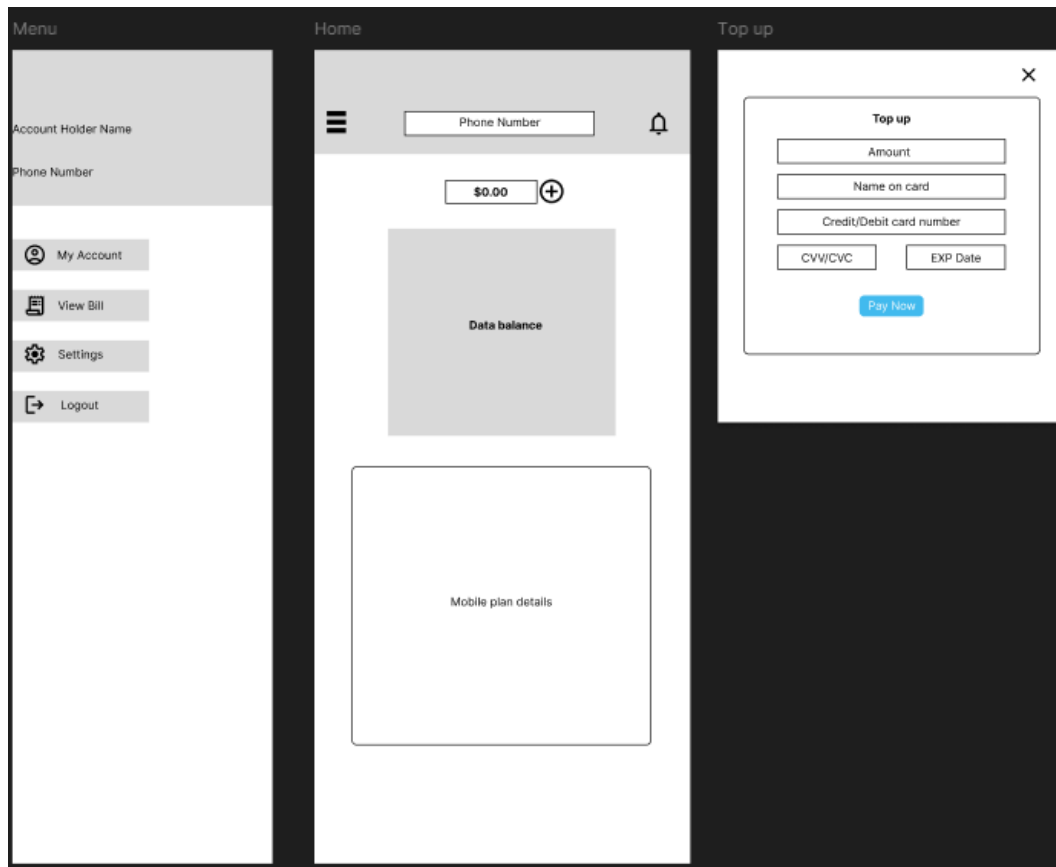 Menu
Account Holder Name
Phone Number
My Account
View Bill
Settings
Logout
Home
Phone Number
$0.00
Data balance
Mobile plan details
Top up
Top up
Amount
Name on card
Credit/Debit card number
CVV/CVC
EXP Date
Pay Now